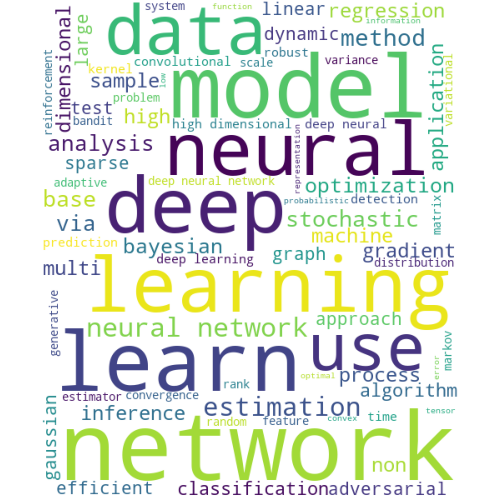 system
function
data
linear
regression
information
large
dimensional
dynamic
method
convolutional
scale
robust
variance
kernel
model
reinforcement
sample
low
problem
test
bandit
high
application
variational
high dimensional
deep neural
analysis
neural
representation
sparse
adaptive
deep neural network
optimization
base
deep
probabilistic
detection
matrix
via
stochastic
machine
prediction
bayesian
graph
gradient
multi
deep learning
distribution
learning
generative
neural network
approach
learn
use
markov
error
rank
optimal
process
algorithm
estimator
convergence
gaussian
inference
estimation
random
feature
convex
time
tensor
network
non
efficient
classification
adversarial